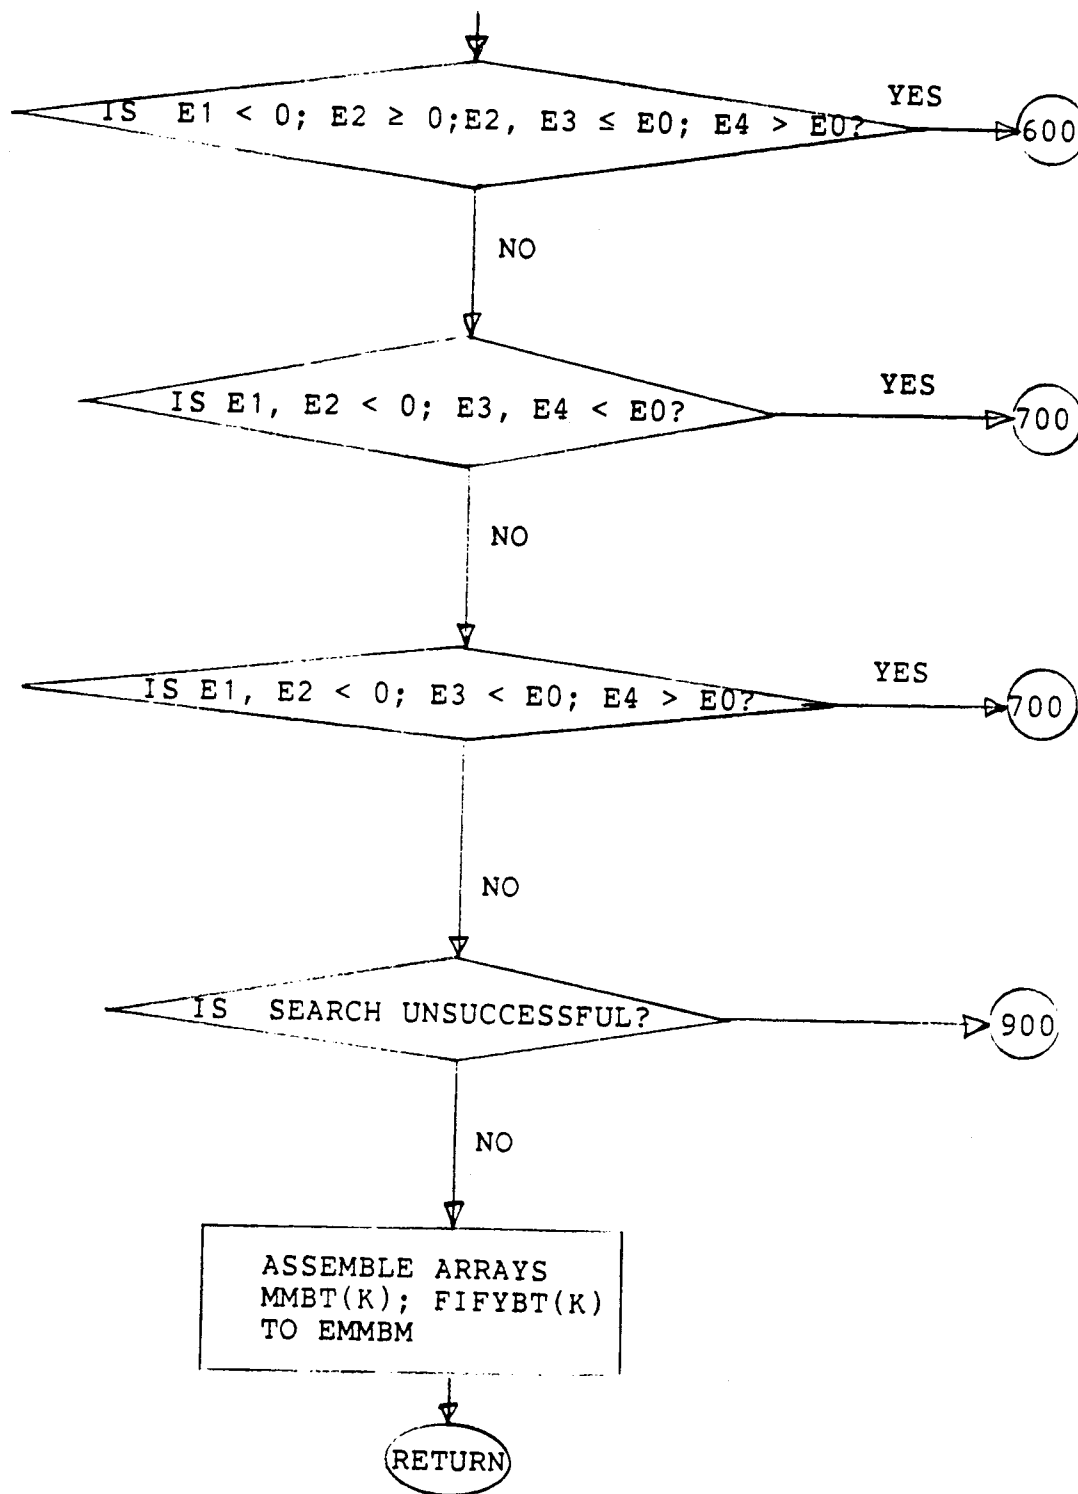 YES
IS E1 < 0; E2 ≥ 0;E2, E3 ≤ E0; E4 > E0?
600
NO
YES
IS E1, E2 < 0; E3, E4 < E0?
700
NO
YES
IS E1, E2 < 0; E3 < E0; E4 > E0?
700
NO
IS SEARCH UNSUCCESSFUL?
900
NO
ASSEMBLE ARRAYS
MMBT(K); FIFYBT(K)
TO EMMBM
RETURN